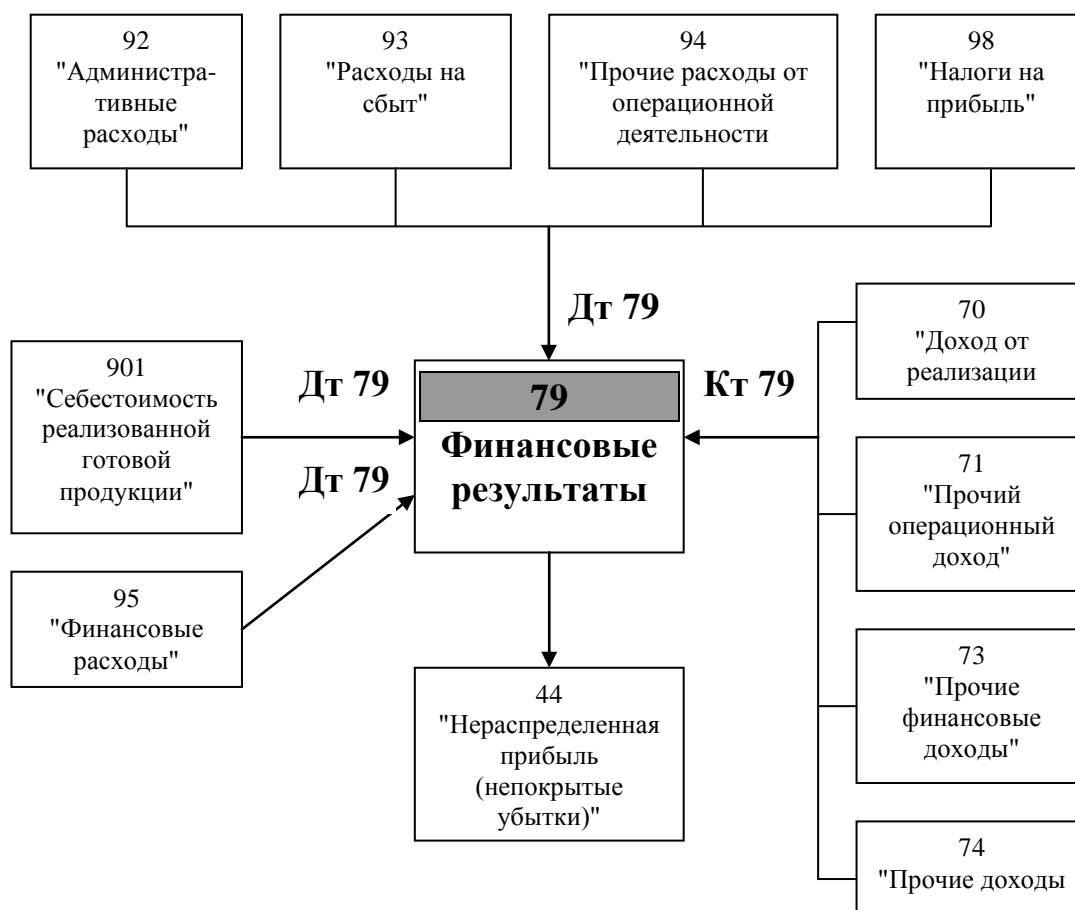 92
"Администра-
тивные
расходы"
93
"Расходы на
сбыт"
94
"Прочие расходы от
операционной
деятельности
98
"Налоги на
прибыль"
Дт 79
901
"Себестоимость
реализованной
готовой
продукции"
Дт 79
Дт 79
95
"Финансовые
расходы"
79
Финансовые
результаты
Кт 79
70
"Доход от
реализации
71
"Прочий
операционный
доход"
73
"Прочие
финансовые
доходы"
74
"Прочие доходы
44
"Нераспределенная
прибыль
(непокрытые
убытки)"